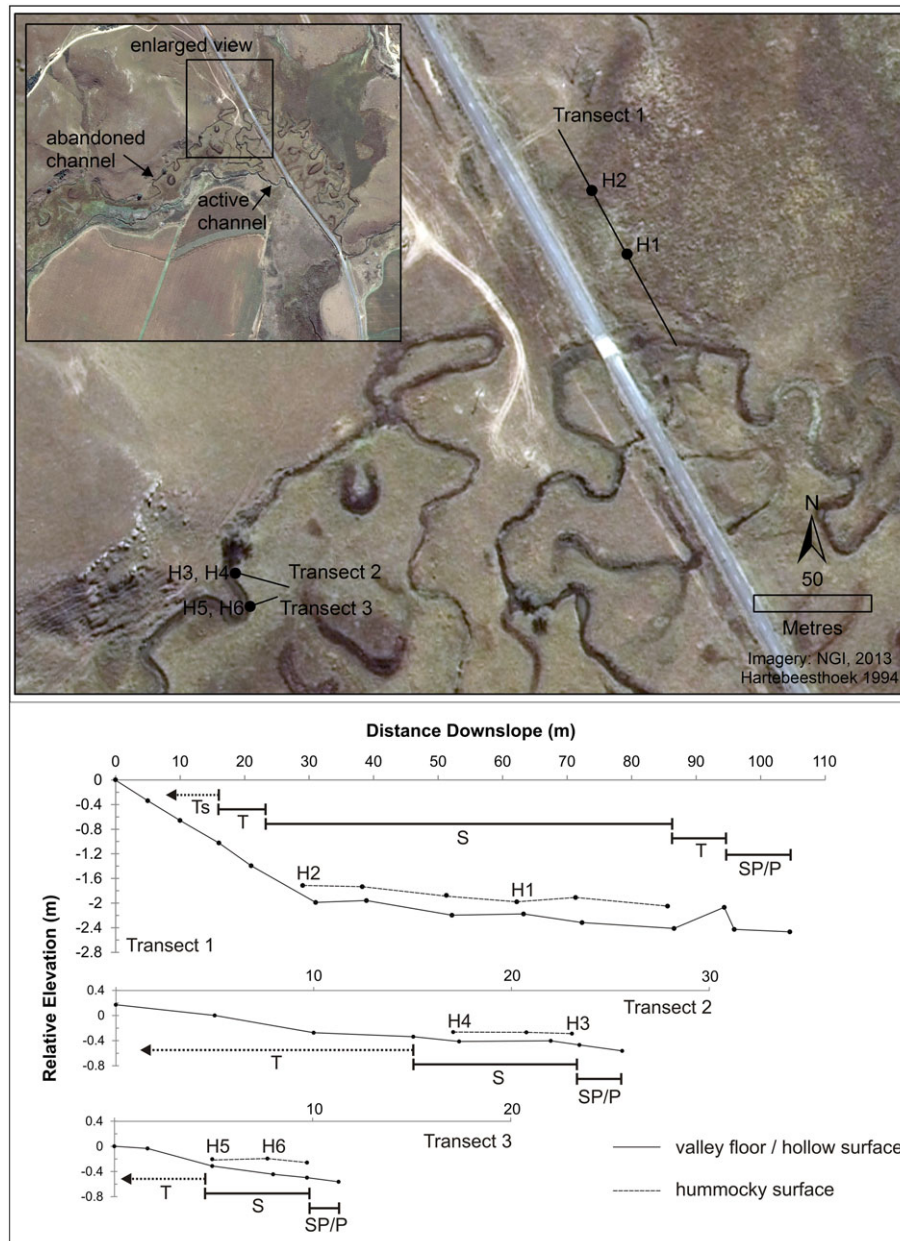 enlarged view
abandoned
channel
active
channel
Transect 1
H2
H1
H3, H4
Transect 2
H5, H6
Transect 3
N
50
Metres
Imagery: NGI, 2013
Hartebeesthoek 1994
Distance Downslope (m)
0 10 20 30 40 50 60 70 80 90 100 110
Relative Elevation (m)
0
-0.4
-0.8
-1.2
-1.6
-2
-2.4
-2.8
Ts
T
S
T
SP/P
H2
H1
Transect 1
10 20 30
0.4
0
-0.4
-0.8
Transect 2
H4
H3
T
S
SP/P
10 20
0.4
0
-0.4
-0.8
Transect 3
H5
H6
T
S
SP/P
valley floor / hollow surface
hummocky surface